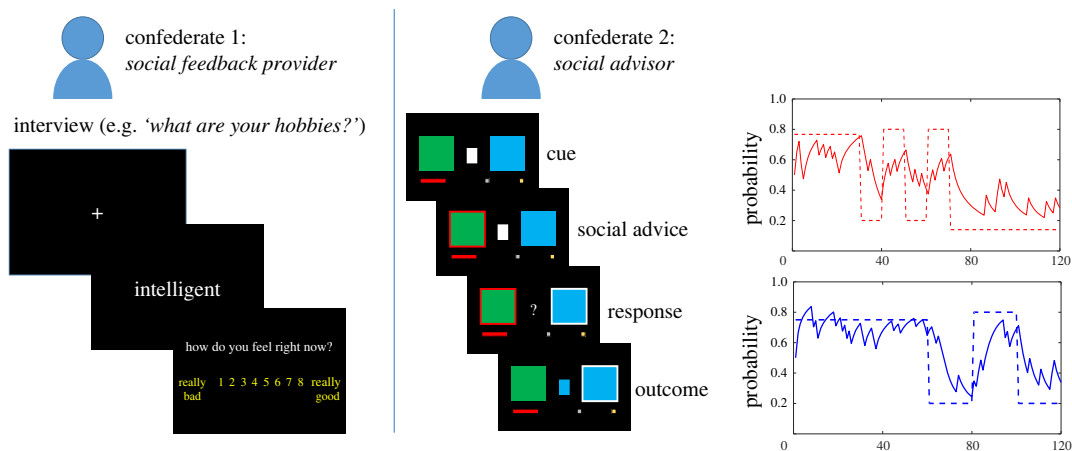 confederate 1:
social feedback provider
interview (e.g. ‘what are your hobbies?’)
+
intelligent
how do you feel right now?
really bad 1 2 3 4 5 6 7 8 really good
confederate 2:
social advisor
cue
social advice
?
response
outcome
probability
1.0
0.8
0.6
0.4
0.2
0 40 80 120
probability
1.0
0.8
0.6
0.4
0.2
0 40 80 120